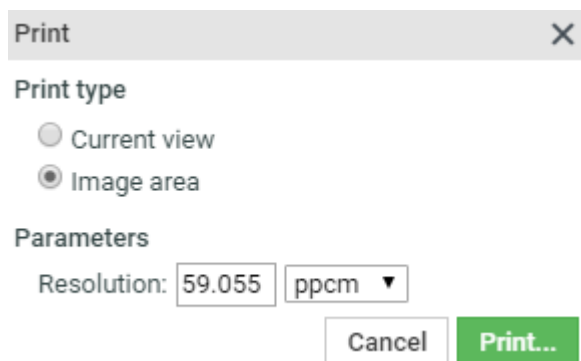 Print
Print type
Current view
Image area
Parameters
Resolution: 59.055 ppcm
Cancel Print...